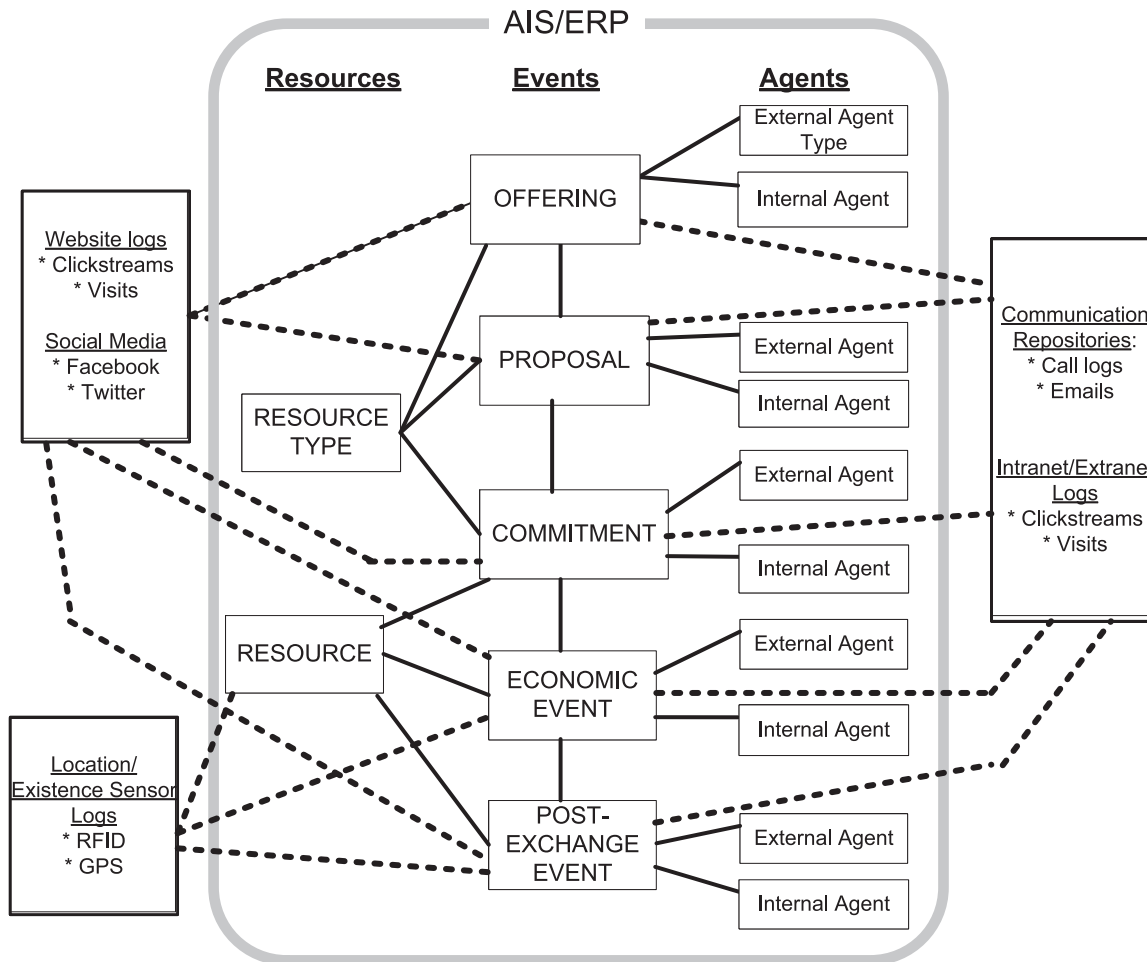 AIS/ERP
Resources
Events
Agents
External Agent
Type
OFFERING
Internal Agent
Website logs
* Clickstreams
* Visits
Social Media
* Facebook
* Twitter
Communication
Repositories:
* Call logs
* Emails
Intranet/Extrane
Logs
* Clickstreams
* Visits
PROPOSAL
External Agent
Internal Agent
RESOURCE
TYPE
External Agent
COMMITMENT
Internal Agent
RESOURCE
External Agent
ECONOMIC
EVENT
Internal Agent
Location/
Existence Sensor
Logs
* RFID
* GPS
POST-
EXCHANGE
EVENT
External Agent
Internal Agent